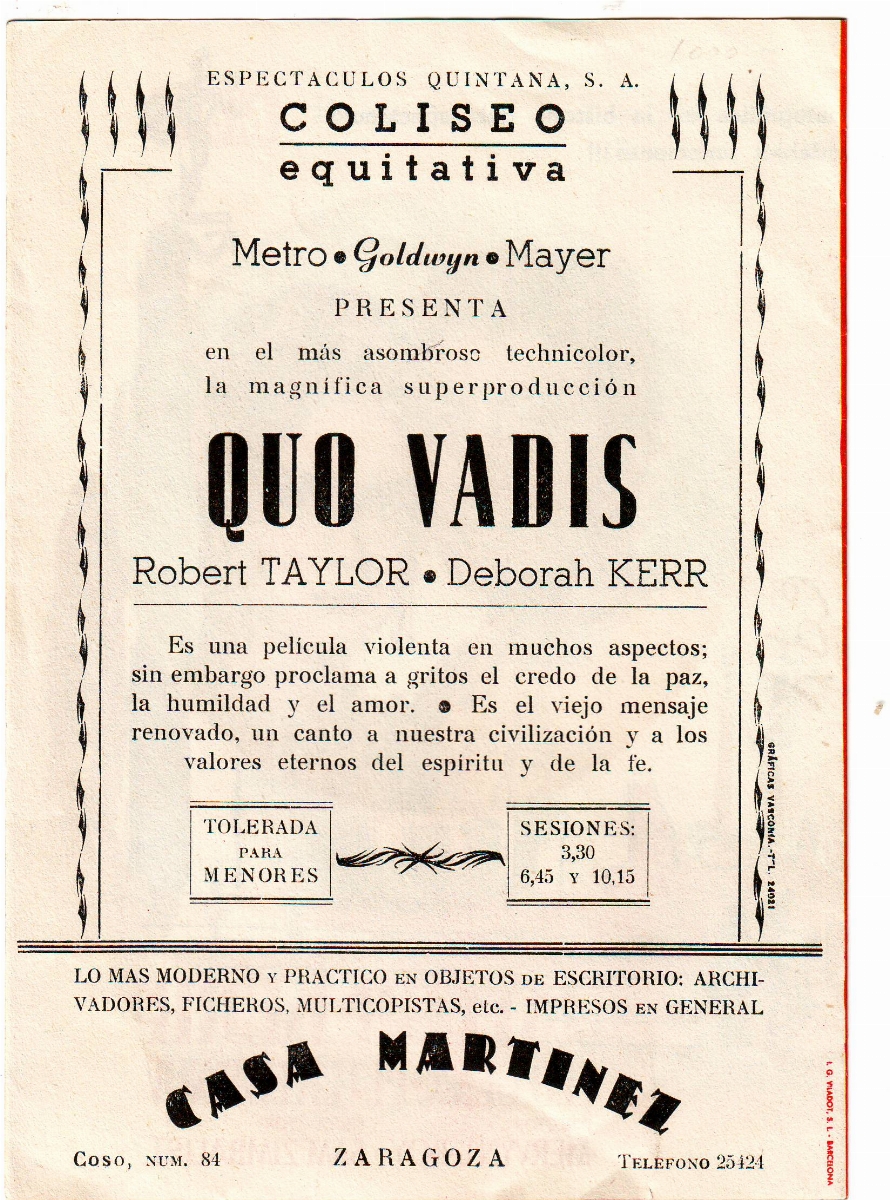 ESPECTACULOS QUINTANA, S. A.
COLISEO
equitativa
Metro • Goldwyn • Mayer
PRESENTA
en el más asombroso technicolor,
la magnífica superproducción
QUO VADIS
Robert TAYLOR • Deborah KERR
Es una película violenta en muchos aspectos;
sin embargo proclama a gritos el credo de la paz,
la humildad y el amor. • Es el viejo mensaje
renovado, un canto a nuestra civilización y a los
valores eternos del espíritu y de la fe.
TOLERADA
PARA
MENORES
SESIONES:
3,30
6,45 Y 10,15
GRÁFICAS VASCONIA.-TEL. 24021
LO MAS MODERNO Y PRACTICO EN OBJETOS DE ESCRITORIO: ARCHI-
VADORES, FICHEROS, MULTICOPISTAS, etc. - IMPRESOS EN GENERAL
CASA MARTINEZ
COSO, NUM. 84 ZARAGOZA TELEFONO 25424
I. G. VIADOT, S. L. - BARCELONA